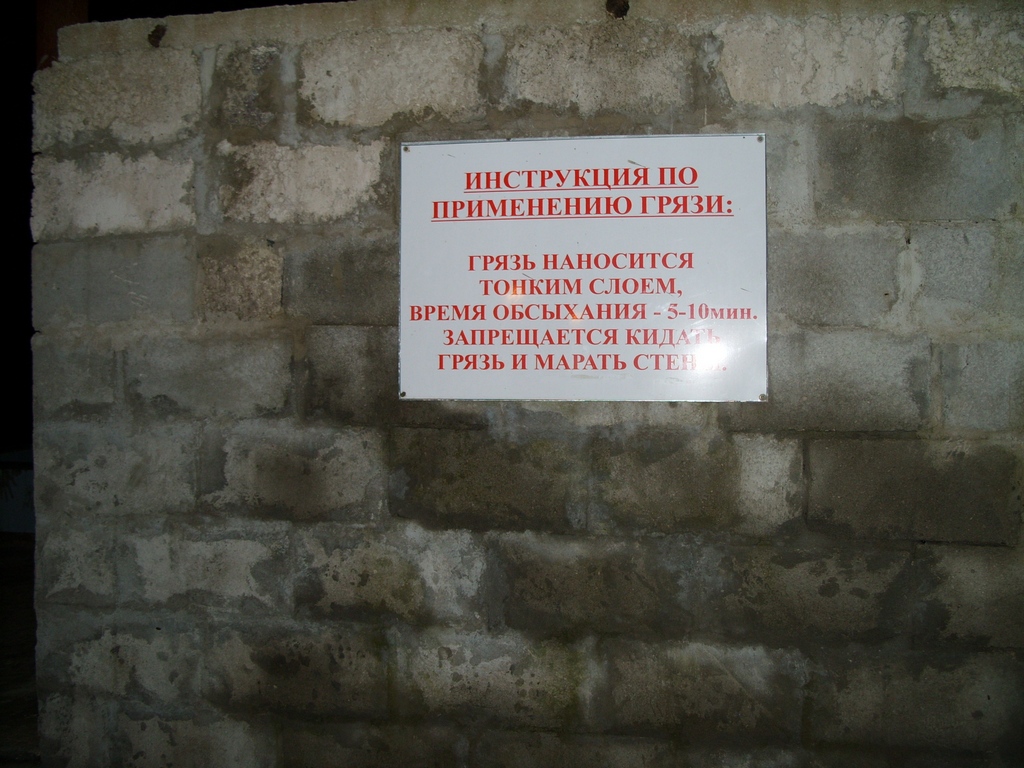 ИНСТРУКЦИЯ ПО
ПРИМЕНЕНИЮ ГРЯЗИ:
ГРЯЗЬ НАНОСИТСЯ
ТОНКИМ СЛОЕМ,
ВРЕМЯ ОБСЫХАНИЯ - 5-10мин.
ЗАПРЕЩАЕТСЯ КИДАТЬ
ГРЯЗЬ И МАРАТЬ